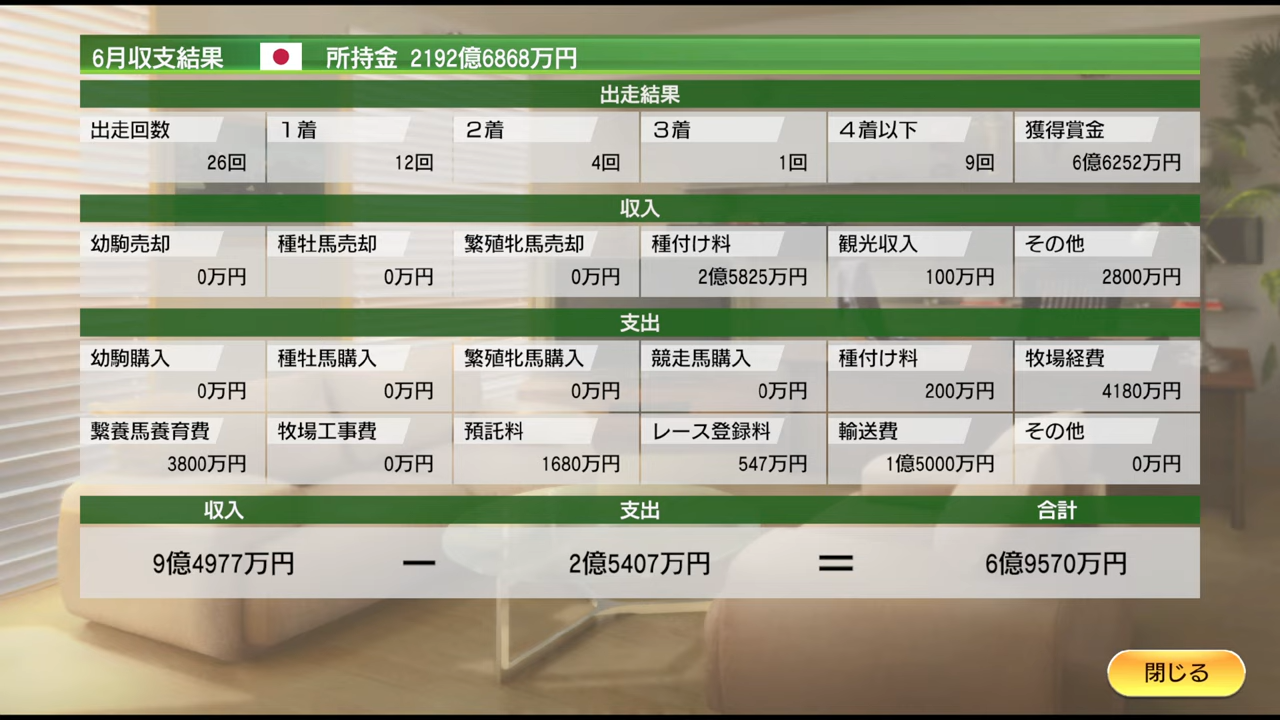 6月収支結果 所持金 2192億6868万円
出走結果
出走回数 1着 2着 3着 4着以下 獲得賞金
26回 12回 4回 1回 9回 6億6252万円
収入
幼駒売却 種牡馬売却 繁殖牝馬売却 種付け料 観光収入 その他
0万円 0万円 0万円 2億5825万円 100万円 2800万円
支出
幼駒購入 種牡馬購入 繁殖牝馬購入 競走馬購入 種付け料 牧場経費
0万円 0万円 0万円 0万円 200万円 4180万円
繋養馬養育費 牧場工事費 預託料 レース登録料 輸送費 その他
3800万円 0万円 1680万円 547万円 1億5000万円 0万円
収入 支出 合計
9億4977万円 － 2億5407万円 ＝ 6億9570万円
閉じる